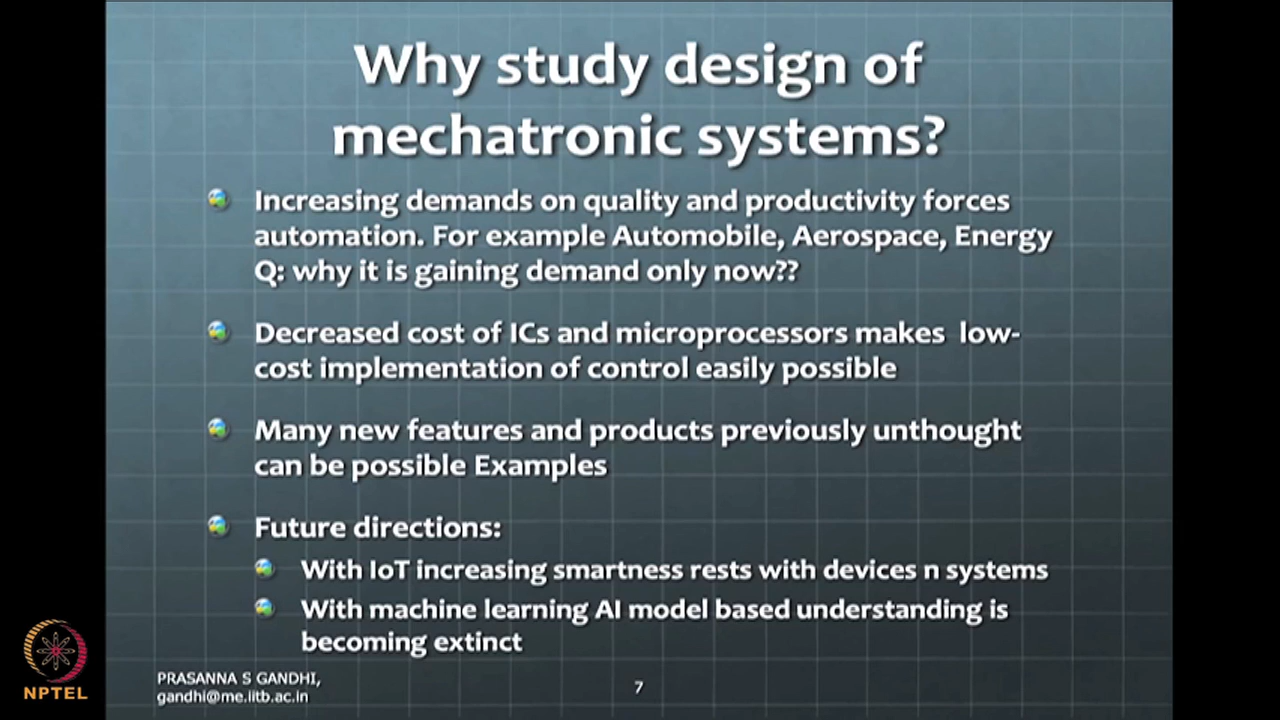 Why study design of
mechatronic systems?
Increasing demands on quality and productivity forces
automation. For example Automobile, Aerospace, Energy
Q: why it is gaining demand only now??
Decreased cost of ICs and microprocessors makes low-
cost implementation of control easily possible
Many new features and products previously unthought
can be possible Examples
Future directions:
With IoT increasing smartness rests with devices n systems
With machine learning AI model based understanding is
becoming extinct
PRASANNA S GANDHI,
gandhi@me.iitb.ac.in
7
NPTEL